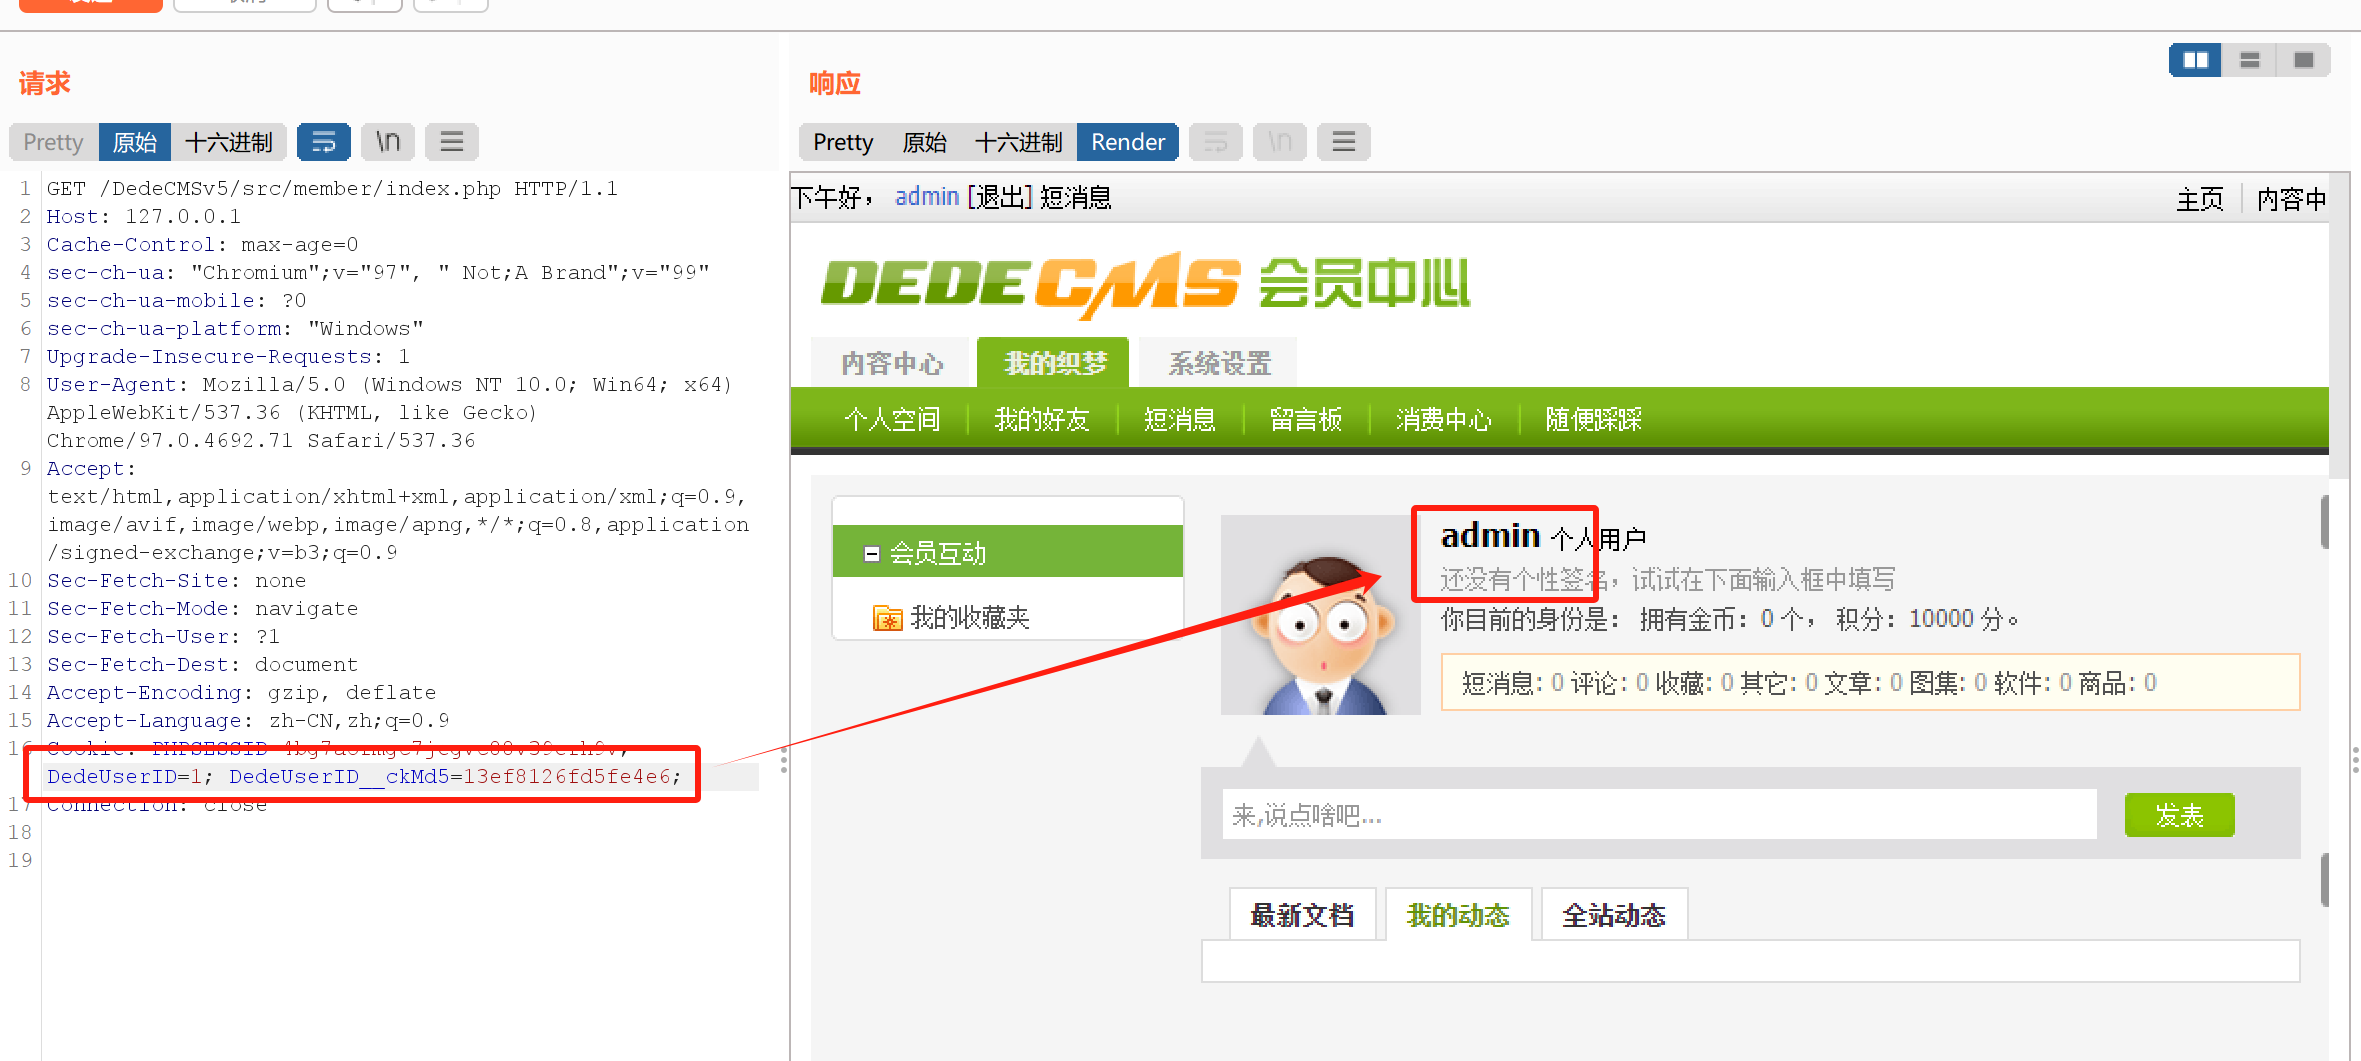 请求
Pretty 原始 十六进制 \n
1 GET /DedeCMSv5/src/member/index.php HTTP/1.1
2 Host: 127.0.0.1
3 Cache-Control: max-age=0
4 sec-ch-ua: "Chromium";v="97", " Not;A Brand";v="99"
5 sec-ch-ua-mobile: ?0
6 sec-ch-ua-platform: "Windows"
7 Upgrade-Insecure-Requests: 1
8 User-Agent: Mozilla/5.0 (Windows NT 10.0; Win64; x64)
AppleWebKit/537.36 (KHTML, like Gecko)
Chrome/97.0.4692.71 Safari/537.36
9 Accept:
text/html,application/xhtml+xml,application/xml;q=0.9,
image/avif,image/webp,image/apng,*/*;q=0.8,application
/signed-exchange;v=b3;q=0.9
10 Sec-Fetch-Site: none
11 Sec-Fetch-Mode: navigate
12 Sec-Fetch-User: ?1
13 Sec-Fetch-Dest: document
14 Accept-Encoding: gzip, deflate
15 Accept-Language: zh-CN,zh;q=0.9
16 Cookie:
DedeUserID=1; DedeUserID__ckMd5=13ef8126fd5fe4e6;
17 Connection: close
18
19
响应
Pretty 原始 十六进制 Render \n
下午好， admin [退出] 短消息
主页 内容中
DEDECMS 会员中心
内容中心 我的织梦 系统设置
个人空间 我的好友 短消息 留言板 消费中心 随便踩踩
会员互动
我的收藏夹
admin 个人用户
还没有个性签名，试试在下面输入框中填写
你目前的身份是： 拥有金币：0 个， 积分：10000 分。
短消息: 0 评论: 0 收藏: 0 其它: 0 文章: 0 图集: 0 软件: 0 商品: 0
来,说点啥吧...
发表
最新文档 我的动态 全站动态